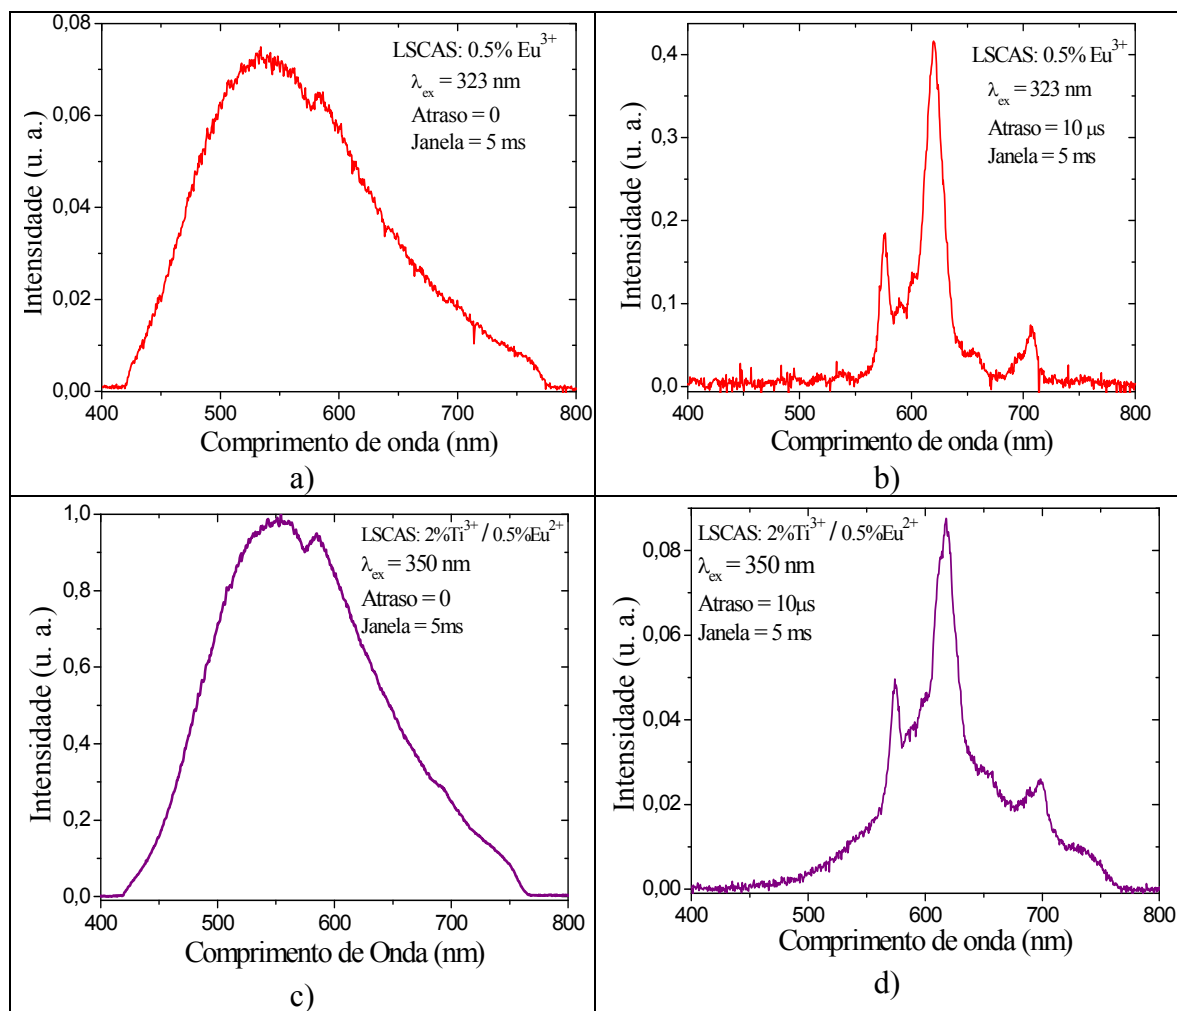 0,08
0,06
0,04
0,02
0,00
Intensidade (u. a.)
LSCAS: 0.5% Eu³⁺
λex = 323 nm
Atraso = 0
Janela = 5 ms
400 500 600 700 800
Comprimento de onda (nm)
a)
0,4
0,3
0,2
0,1
0,0
Intensidade (u. a.)
LSCAS: 0.5% Eu³⁺
λex = 323 nm
Atraso = 10 μs
Janela = 5 ms
400 500 600 700 800
Comprimento de onda (nm)
b)
1,0
0,8
0,6
0,4
0,2
0,0
Intensidade (u. a.)
LSCAS: 2%Ti³⁺ / 0.5%Eu²⁺
λex = 350 nm
Atraso = 0
Janela = 5ms
400 500 600 700 800
Comprimento de Onda (nm)
c)
0,08
0,06
0,04
0,02
0,00
Intensidade (u. a.)
LSCAS: 2%Ti³⁺ / 0.5%Eu²⁺
λex = 350 nm
Atraso = 10μs
Janela = 5 ms
400 500 600 700 800
Comprimento de onda (nm)
d)